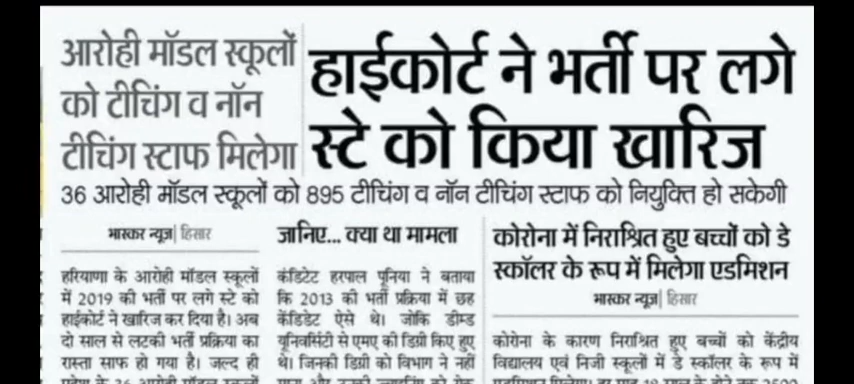 आरोही मॉडल स्कूलों
को टीचिंग व नॉन
टीचिंग स्टाफ मिलेगा
हाईकोर्ट ने भर्ती पर लगे
स्टे को किया खारिज
36 आरोही मॉडल स्कूलों को 895 टीचिंग व नॉन टीचिंग स्टाफ को नियुक्ति हो सकेगी
भास्कर न्यूज| हिसार
हरियाणा के आरोही मॉडल स्कूलों
में 2019 की भर्ती पर लगे स्टे को
हाईकोर्ट ने खारिज कर दिया है। अब
दो साल से लटकी भर्ती प्रक्रिया का
रास्ता साफ हो गया है। जल्द ही
जानिए... क्या था मामला
कंडिटेट हरपाल पूनिया ने बताया
कि 2013 की भर्ती प्रक्रिया में छह
केंडिडेट ऐसे थे। जोकि डीम्ड
यूनिवर्सिटी से एमए की डिग्री किए हुए
थे। जिनकी डिग्री को विभाग ने नहीं
कोरोना में निराश्रित हुए बच्चों को डे
स्कॉलर के रूप में मिलेगा एडमिशन
भास्कर न्यूज| हिसार
कोरोना के कारण निराश्रित हुए बच्चों को केंद्रीय
विद्यालय एवं निजी स्कूलों में डे स्कॉलर के रूप में